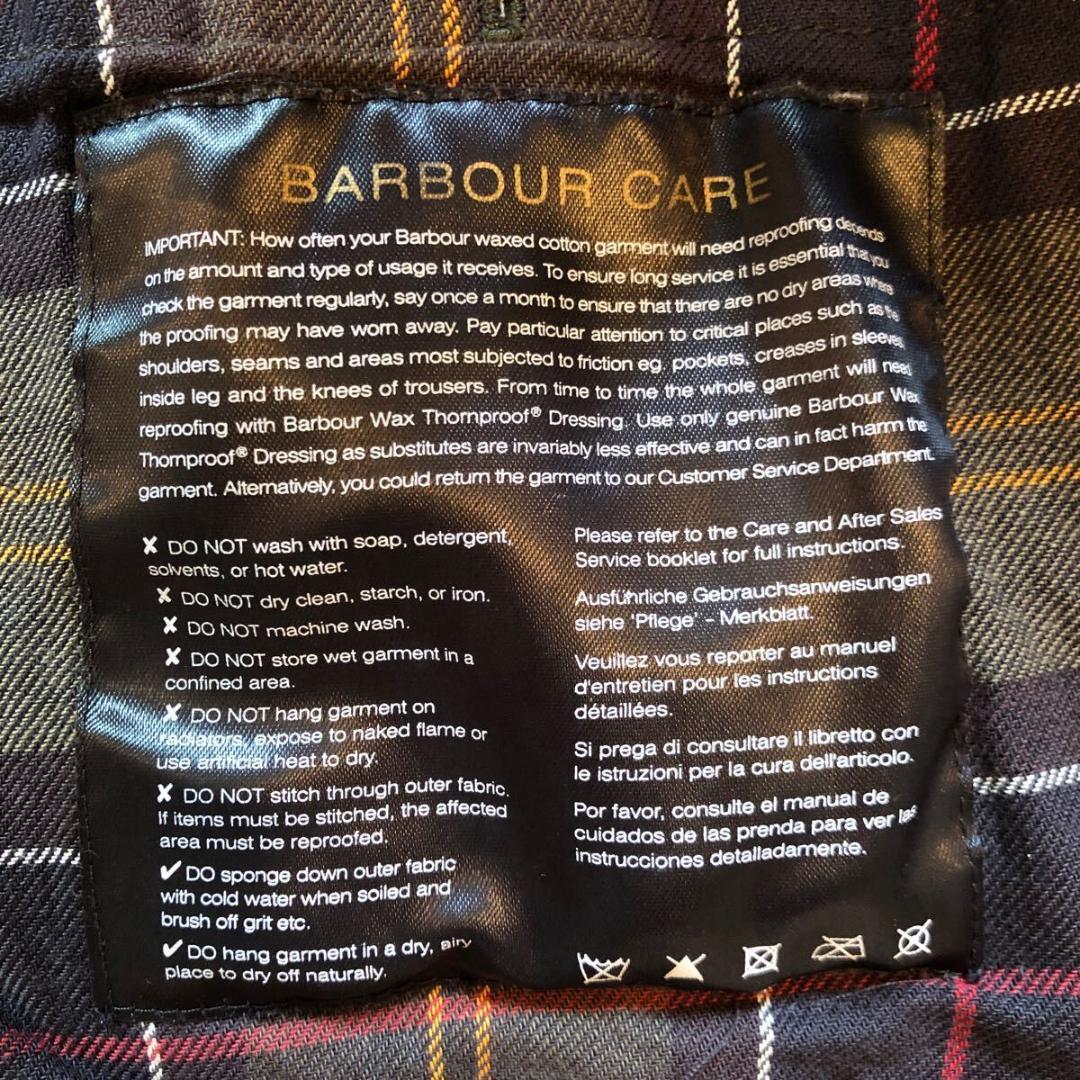 BARBOUR CARE
IMPORTANT: How often your Barbour waxed cotton garment will need reproofing depends
on the amount and type of usage it receives. To ensure long service it is essential that you
check the garment regularly, say once a month to ensure that there are no dry areas where
the proofing may have worn away. Pay particular attention to critical places such as the
shoulders, seams and areas most subjected to friction eg. pockets, creases in sleeves,
inside leg and the knees of trousers. From time to time the whole garment will need
reproofing with Barbour Wax Thornproof® Dressing. Use only genuine Barbour Wax
Thornproof® Dressing as substitutes are invariably less effective and can in fact harm the
garment. Alternatively, you could return the garment to our Customer Service Department.
✘ DO NOT wash with soap, detergent,
solvents, or hot water.
✘ DO NOT dry clean, starch, or iron.
✘ DO NOT machine wash.
✘ DO NOT store wet garment in a
confined area.
✘ DO NOT hang garment on
radiators, expose to naked flame or
use artificial heat to dry.
✘ DO NOT stitch through outer fabric.
If items must be stitched, the affected
area must be reproofed.
✔ DO sponge down outer fabric
with cold water when soiled and
brush off grit etc.
✔ DO hang garment in a dry, airy
place to dry off naturally.
Please refer to the Care and After Sales
Service booklet for full instructions.
Ausführliche Gebrauchsanweisungen
siehe 'Pflege' - Merkblatt.
Veuillez vous reporter au manuel
d'entretien pour les instructions
détaillées.
Si prega di consultare il libretto con
le istruzioni per la cura dell'articolo.
Por favor, consulte el manual de
cuidados de las prenda para ver las
instrucciones detalladamente.